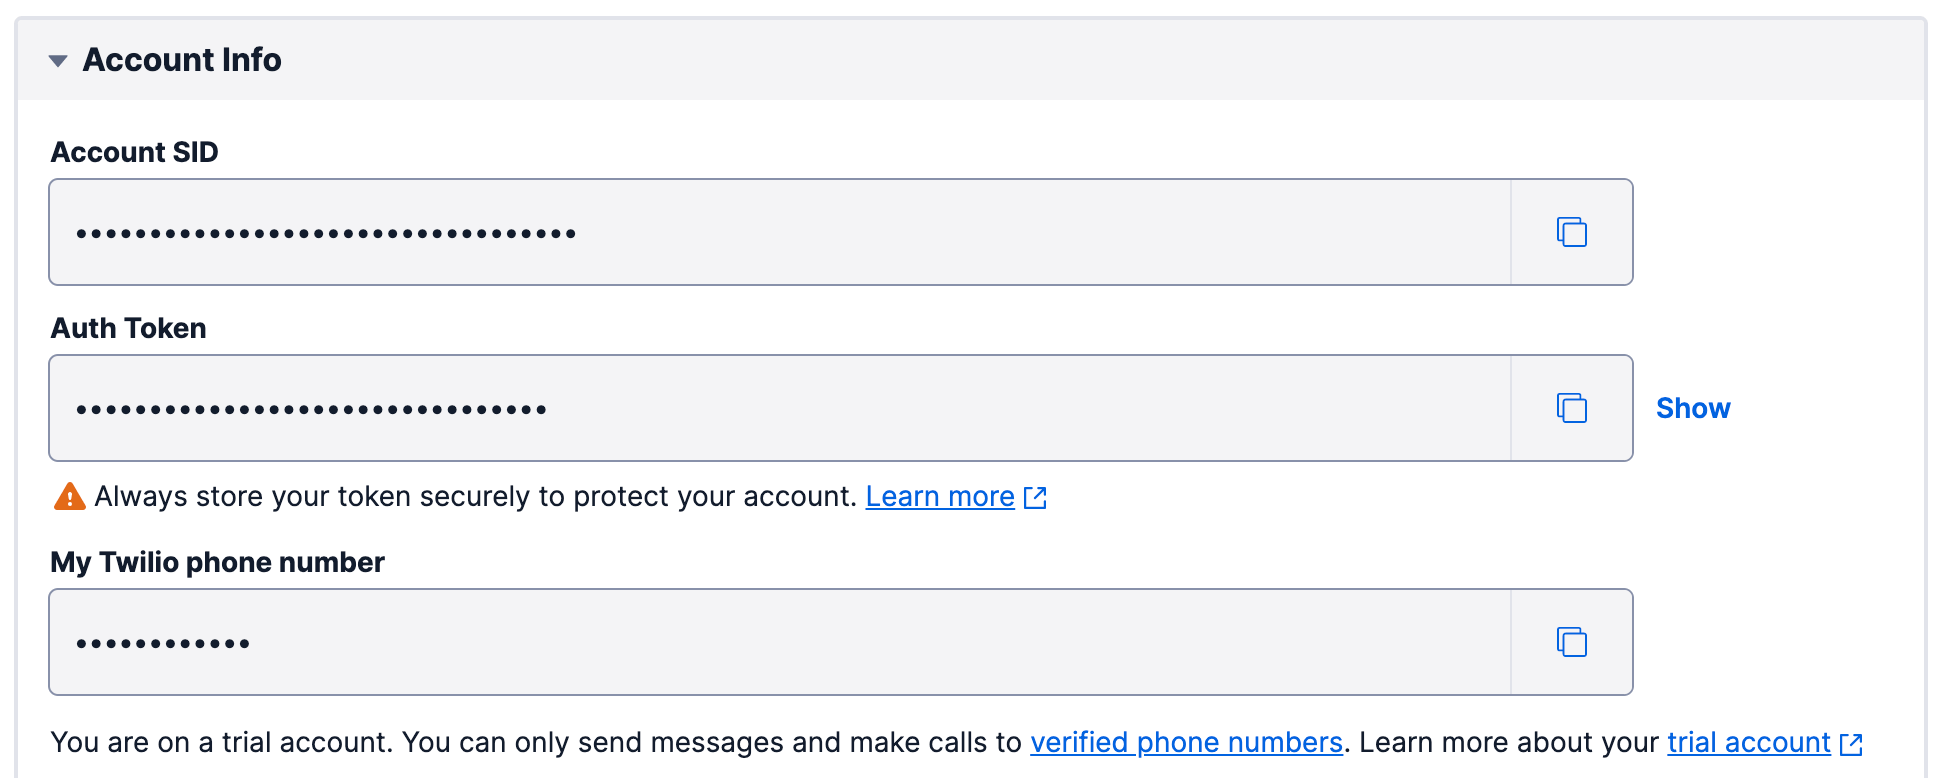 Account Info
Account SID
••••••••••••••••••••••••••••••••••
Auth Token
••••••••••••••••••••••••••••••••
Show
Always store your token securely to protect your account. Learn more
My Twilio phone number
••••••••••••
You are on a trial account. You can only send messages and make calls to verified phone numbers. Learn more about your trial account